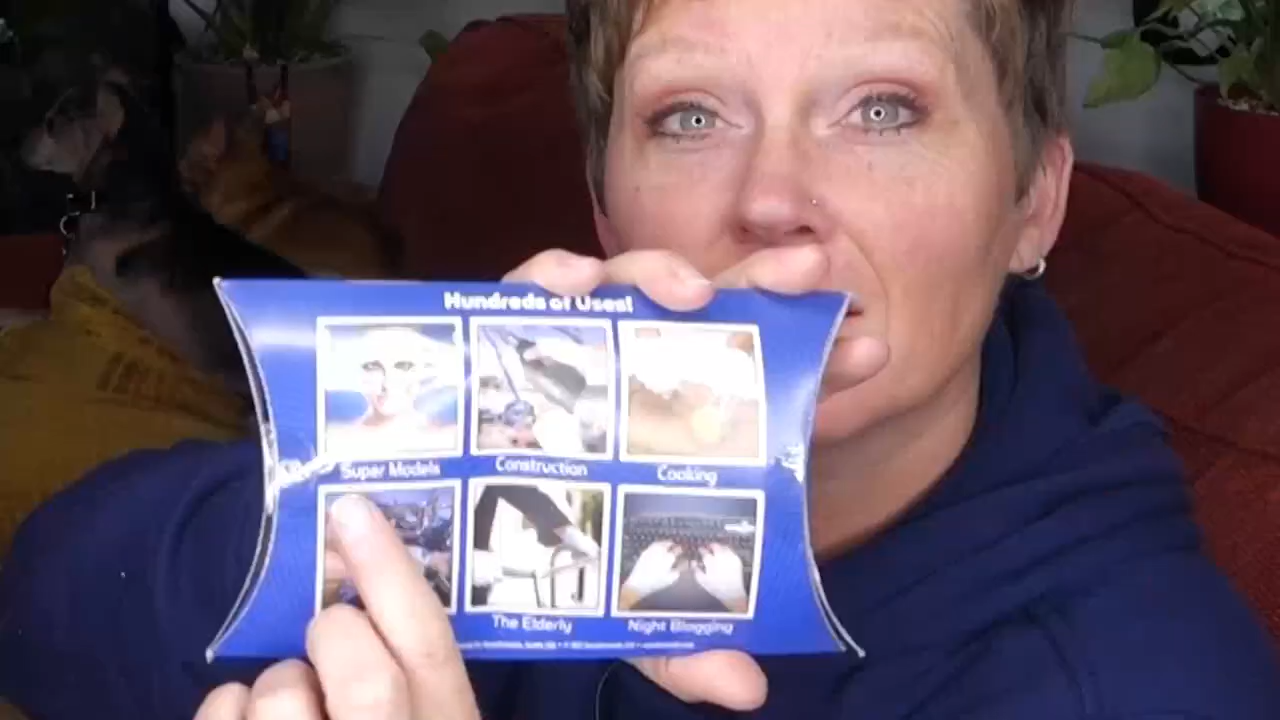 Hundreds of Uses!
Super Models
Construction
Cooking
The Elderly
Night Blogging